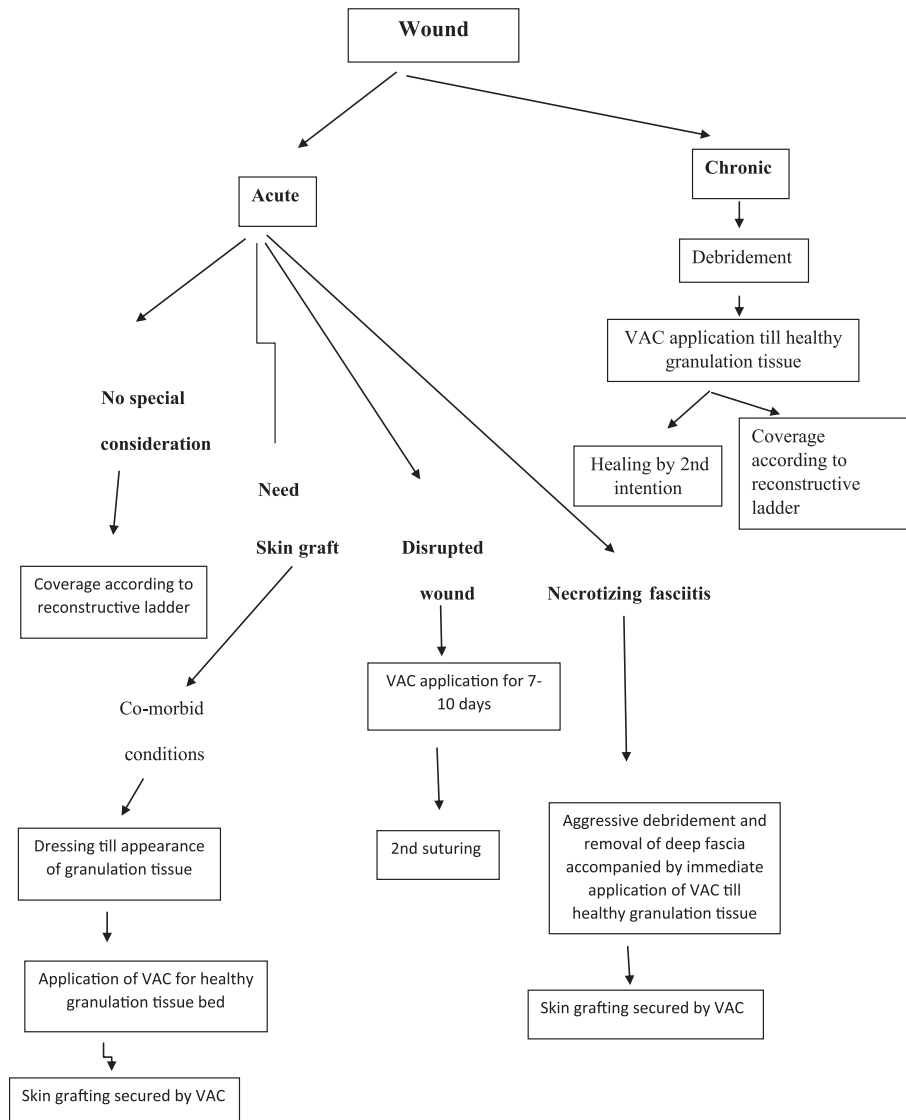 Wound
Acute
Chronic
Debridement
VAC application till healthy
granulation tissue
Healing by 2nd
intention
Coverage
according to
reconstructive
ladder
No special
consideration
Coverage according to
reconstructive ladder
Need
Skin graft
Co-morbid
conditions
Dressing till appearance
of granulation tissue
Application of VAC for healthy
granulation tissue bed
Skin grafting secured by VAC
Disrupted
wound
VAC application for 7-
10 days
2nd suturing
Necrotizing fasciitis
Aggressive debridement and
removal of deep fascia
accompanied by immediate
application of VAC till
healthy granulation tissue
Skin grafting secured by VAC